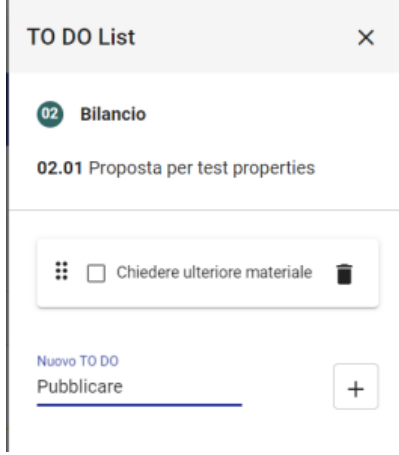 TO DO List
02 Bilancio
02.01 Proposta per test properties
Chiedere ulteriore materiale
Nuovo TO DO
Pubblicare